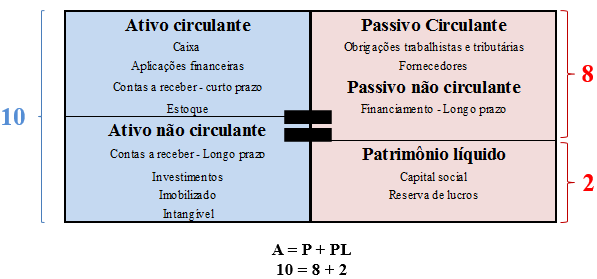 Ativo circulante
Caixa
Aplicações financeiras
Contas a receber - curto prazo
Estoque
Ativo não circulante
Contas a receber - Longo prazo
Investimentos
Imobilizado
Intangível
10
Passivo Circulante
Obrigações trabalhistas e tributárias
Fornecedores
Passivo não circulante
Financiamento - Longo prazo
8
Patrimônio líquido
Capital social
Reserva de lucros
2
A = P + PL
10 = 8 + 2